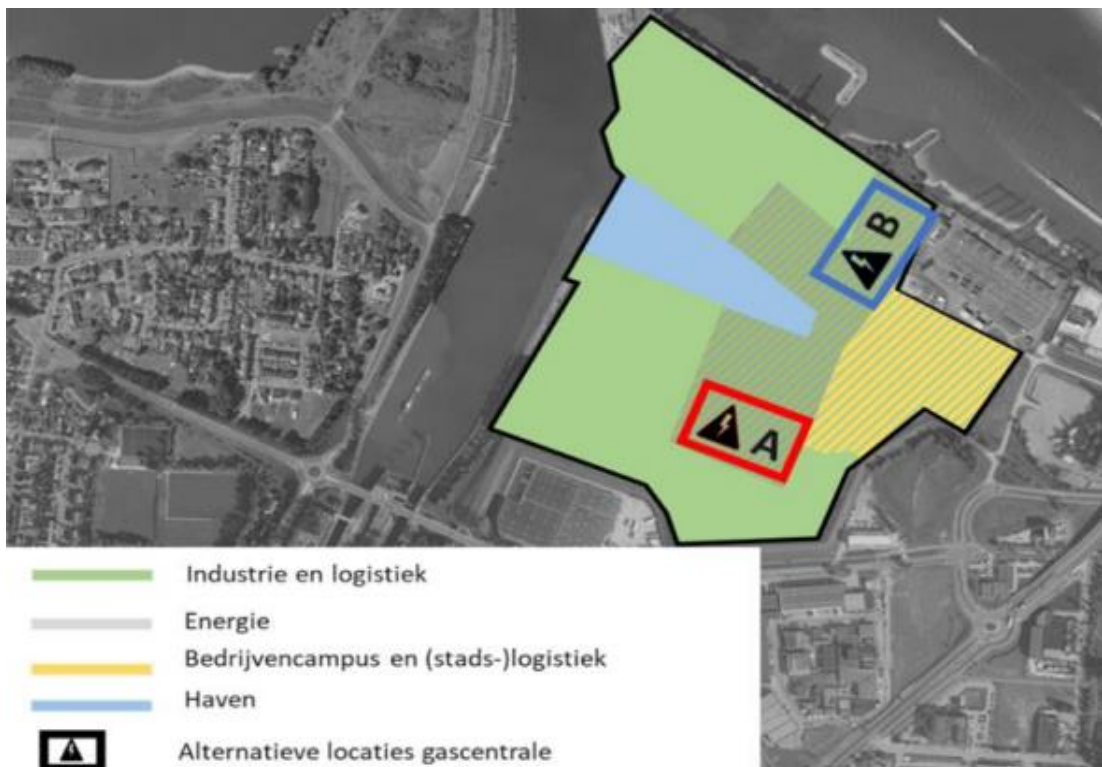 B
A
Industrie en logistiek
Energie
Bedrijvencampus en (stads-)logistiek
Haven
Alternatieve locaties gascentrale